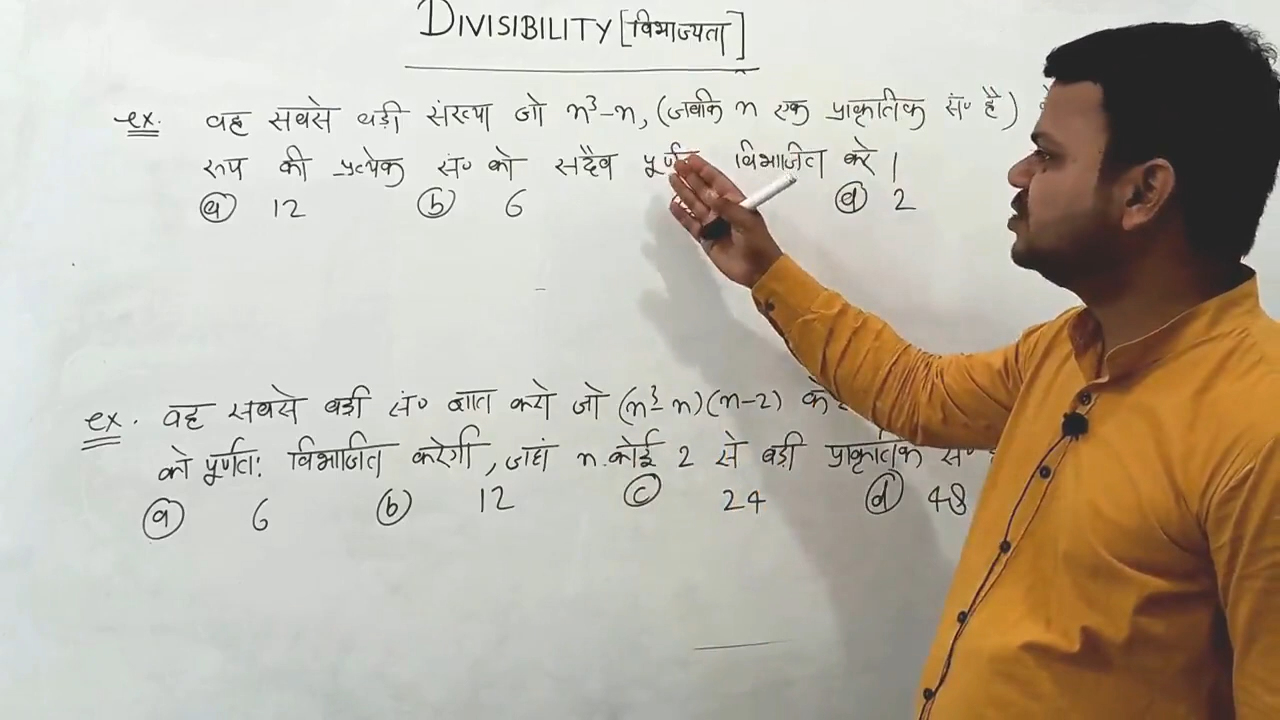 DIVISIBILITY [विभाज्यता]
ex. वह सबसे बड़ी संख्या जो n³-n, (जबकि n एक प्राकृतिक सं° है)
रूप की प्रत्येक सं° को सदैव विभाजित करे।
ⓐ 12 ⓑ 6 ⓓ 2
ex. वह सबसे बड़ी सं° ज्ञात करो जो (n³-n)(n-2) के
को पूर्णत: विभाजित करेगी, जहां n कोई 2 से बड़ी प्राकृतिक सं°
ⓐ 6 ⓑ 12 ⓒ 24 ⓓ 48